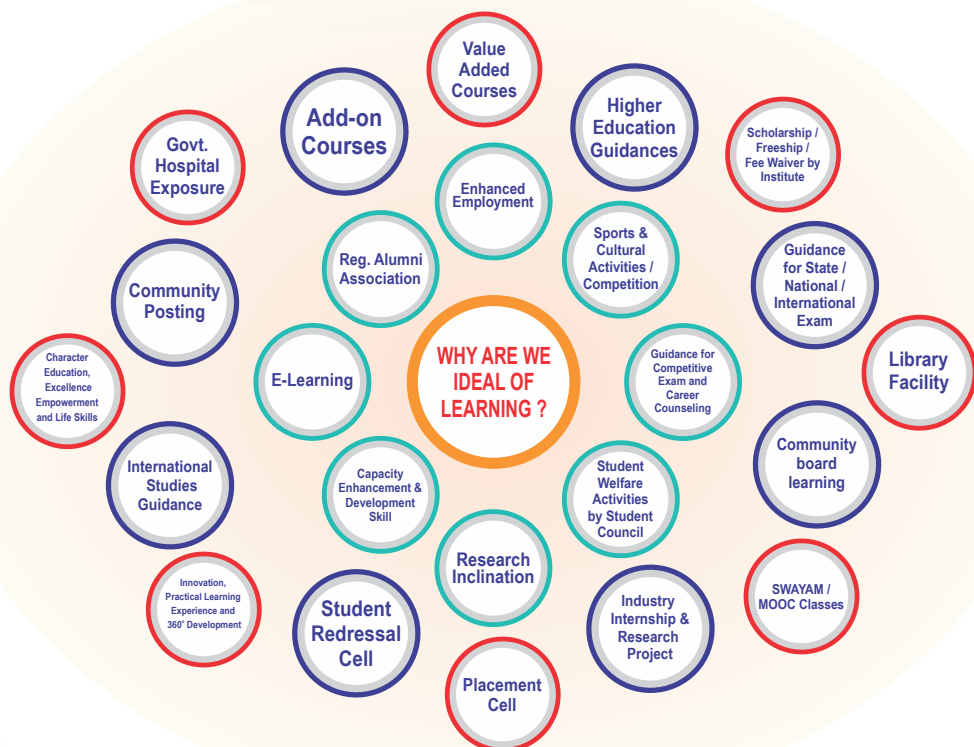 Value
Added
Courses
Add-on
Courses
Higher
Education
Guidances
Govt.
Hospital
Exposure
Scholarship /
Freeship /
Fee Waiver by
Institute
Enhanced
Employment
Reg. Alumni
Association
Sports &
Cultural
Activities /
Competition
Community
Posting
Guidance
for State /
National /
International
Exam
Character
Education,
Excellence
Empowerment
and Life Skills
E-Learning
WHY ARE WE
IDEAL OF
LEARNING ?
Guidance for
Competitive
Exam and
Career
Counseling
Library
Facility
International
Studies
Guidance
Capacity
Enhancement &
Development
Skill
Student
Welfare
Activities
by Student
Council
Community
board
learning
Research
Inclination
Innovation,
Practical Learning
Experience and
360° Development
Student
Redressal
Cell
Industry
Internship &
Research
Project
SWAYAM /
MOOC Classes
Placement
Cell